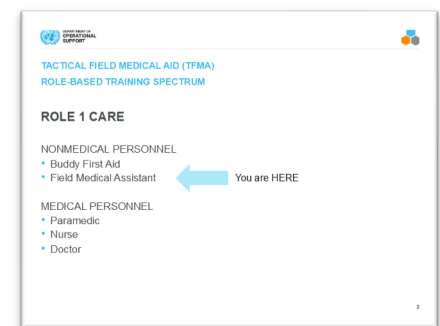 DEPARTMENT OF
OPERATIONAL
SUPPORT
TACTICAL FIELD MEDICAL AID (TFMA)
ROLE-BASED TRAINING SPECTRUM
ROLE 1 CARE
NONMEDICAL PERSONNEL
• Buddy First Aid
• Field Medical Assistant
You are HERE
MEDICAL PERSONNEL
• Paramedic
• Nurse
• Doctor
2